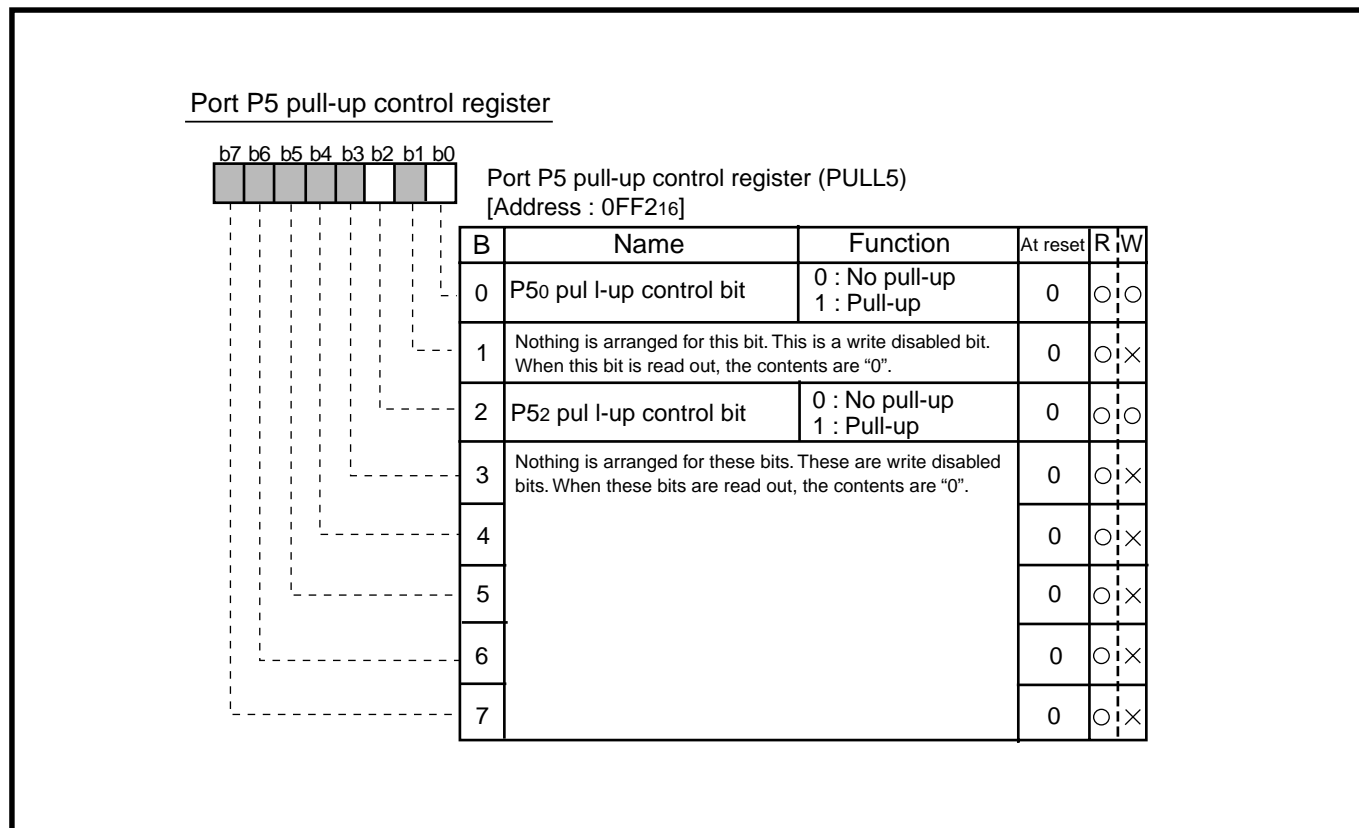 Port P5 pull-up control register
b7 b6 b5 b4 b3 b2 b1 b0
Port P5 pull-up control register (PULL5)
[Address : 0FF216]
B Name Function At reset R W
0 P50 pul l-up control bit 0 : No pull-up 0 ○ ○
1 : Pull-up
1 Nothing is arranged for this bit. This is a write disabled bit. 0 ○ ×
When this bit is read out, the contents are “0”.
2 P52 pul l-up control bit 0 : No pull-up 0 ○ ○
1 : Pull-up
3 Nothing is arranged for these bits. These are write disabled 0 ○ ×
bits. When these bits are read out, the contents are “0”.
4 0 ○ ×
5 0 ○ ×
6 0 ○ ×
7 0 ○ ×